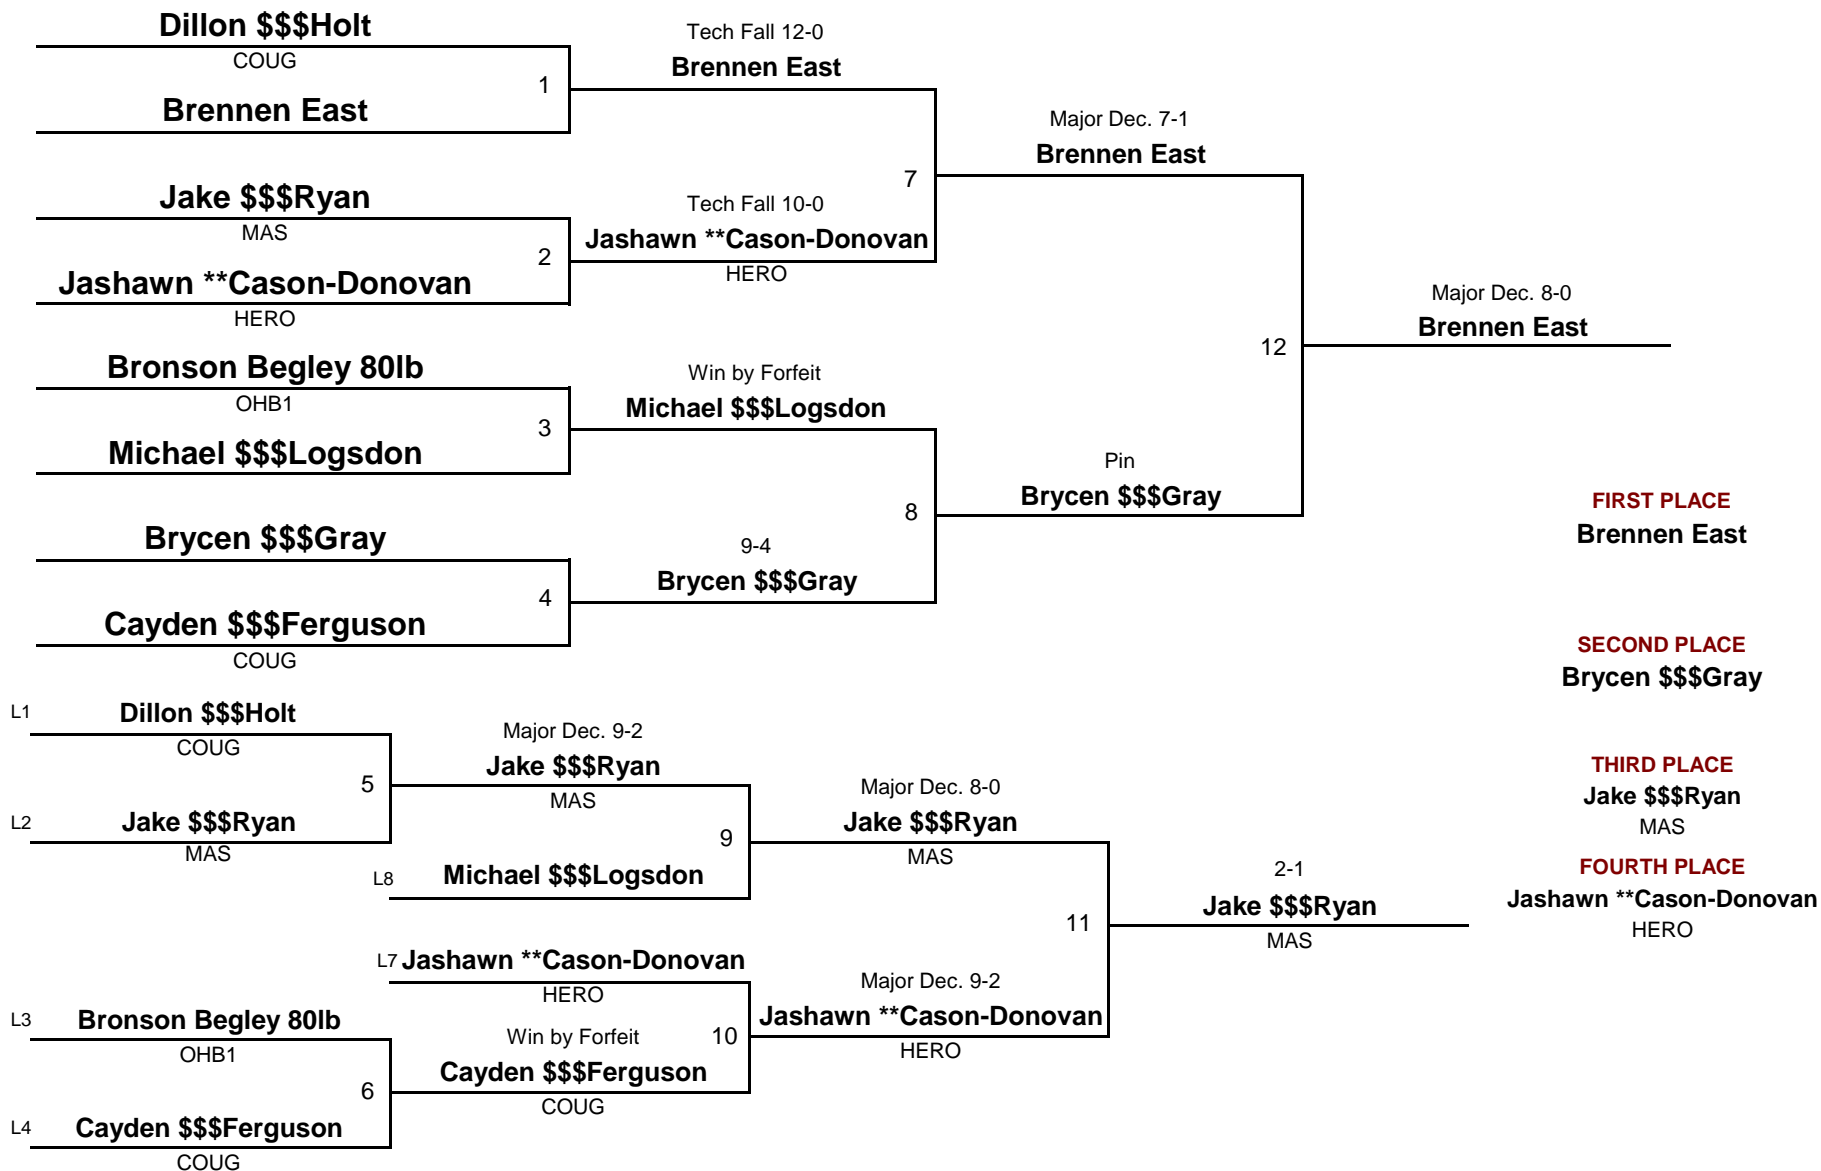 Dillon $$$Holt
COUG
1
Brennen East
Tech Fall 12-0
Brennen East
Jake $$$Ryan
MAS
2
Jashawn **Cason-Donovan
HERO
Tech Fall 10-0
Jashawn **Cason-Donovan
HERO
7
Major Dec. 7-1
Brennen East
Bronson Begley 80lb
OHB1
3
Michael $$$Logsdon
Win by Forfeit
Michael $$$Logsdon
Brycen $$$Gray
4
Cayden $$$Ferguson
COUG
9-4
Brycen $$$Gray
8
Pin
Brycen $$$Gray
12
Major Dec. 8-0
Brennen East
FIRST PLACE
Brennen East
SECOND PLACE
Brycen $$$Gray
THIRD PLACE
Jake $$$Ryan
MAS
FOURTH PLACE
Jashawn **Cason-Donovan
HERO
L1
Dillon $$$Holt
COUG
5
L2
Jake $$$Ryan
MAS
Major Dec. 9-2
Jake $$$Ryan
MAS
9
L8
Michael $$$Logsdon
Major Dec. 8-0
Jake $$$Ryan
MAS
L7
Jashawn **Cason-Donovan
HERO
L3
Bronson Begley 80lb
OHB1
6
L4
Cayden $$$Ferguson
COUG
Win by Forfeit
Cayden $$$Ferguson
COUG
10
Major Dec. 9-2
Jashawn **Cason-Donovan
HERO
11
2-1
Jake $$$Ryan
MAS